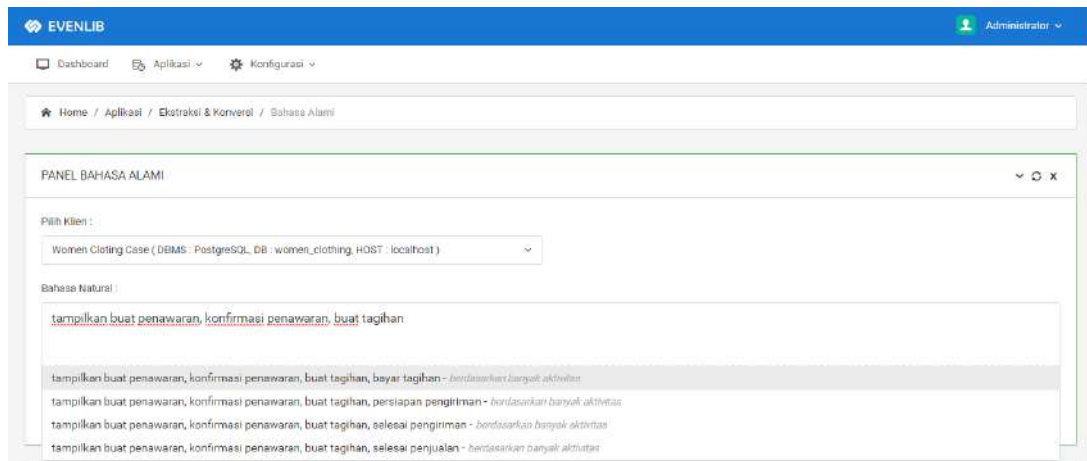 EVENLIB
Administrator
Dashboard Aplikasi Konfigurasi
Home / Aplikasi / Ekstraksi & Konversi / Bahasa Alami
PANEL BAHASA ALAMI
Pilih Klien :
Women Cloting Case ( DBMS : PostgreSQL, DB : women_clothing, HOST : localhost )
Bahasa Natural :
tampilkan buat penawaran, konfirmasi penawaran, buat tagihan
tampilkan buat penawaran, konfirmasi penawaran, buat tagihan, bayar tagihan - berdasarkan banyak aktivitas
tampilkan buat penawaran, konfirmasi penawaran, buat tagihan, persiapan pengiriman - berdasarkan banyak aktivitas
tampilkan buat penawaran, konfirmasi penawaran, buat tagihan, selesai pengiriman - berdasarkan banyak aktivitas
tampilkan buat penawaran, konfirmasi penawaran, buat tagihan, selesai penjualan - berdasarkan banyak aktivitas